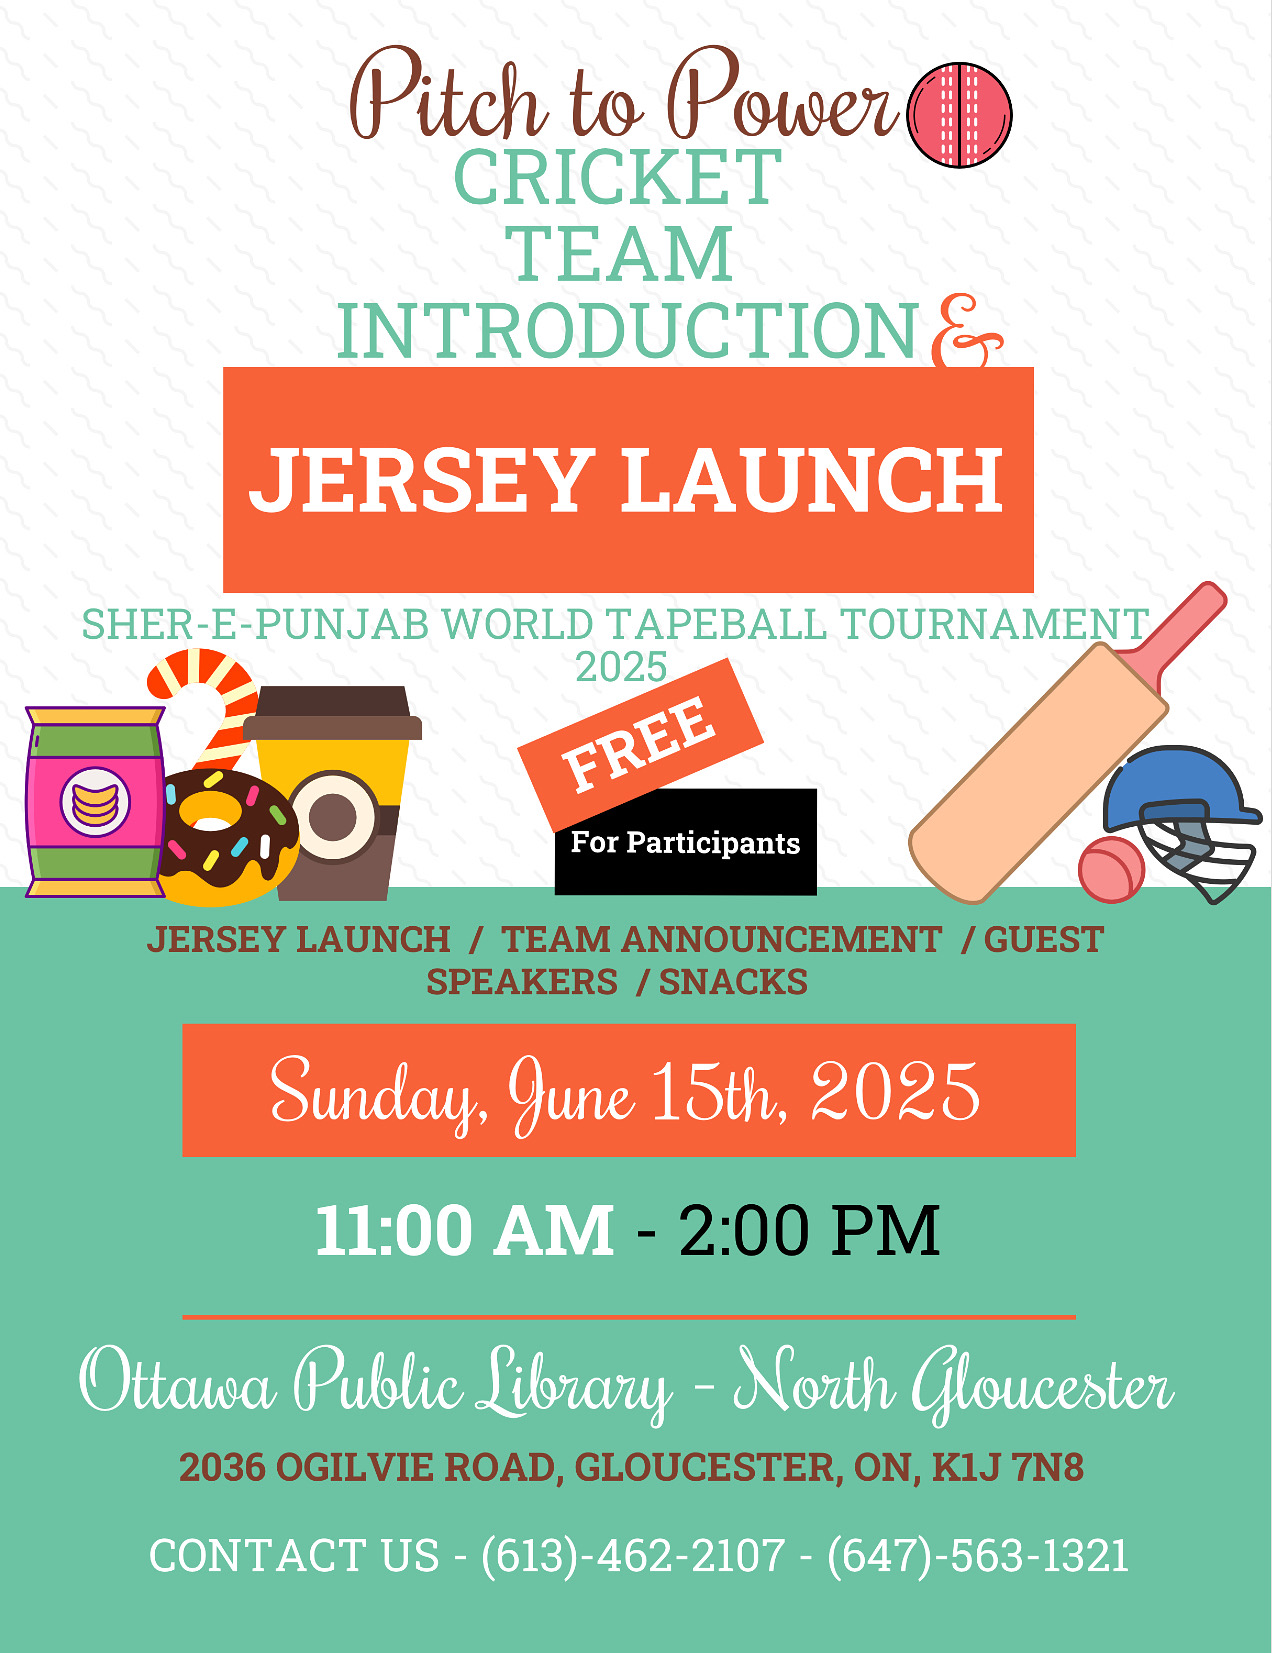 Pitch to Power
CRICKET
TEAM
INTRODUCTION &
JERSEY LAUNCH
SHER-E-PUNJAB WORLD TAPEBALL TOURNAMENT
2025
FREE
For Participants
JERSEY LAUNCH / TEAM ANNOUNCEMENT / GUEST
SPEAKERS / SNACKS
Sunday, June 15th, 2025
11:00 AM - 2:00 PM
Ottawa Public Library - North Gloucester
2036 OGILVIE ROAD, GLOUCESTER, ON, K1J 7N8
CONTACT US - (613)-462-2107 - (647)-563-1321